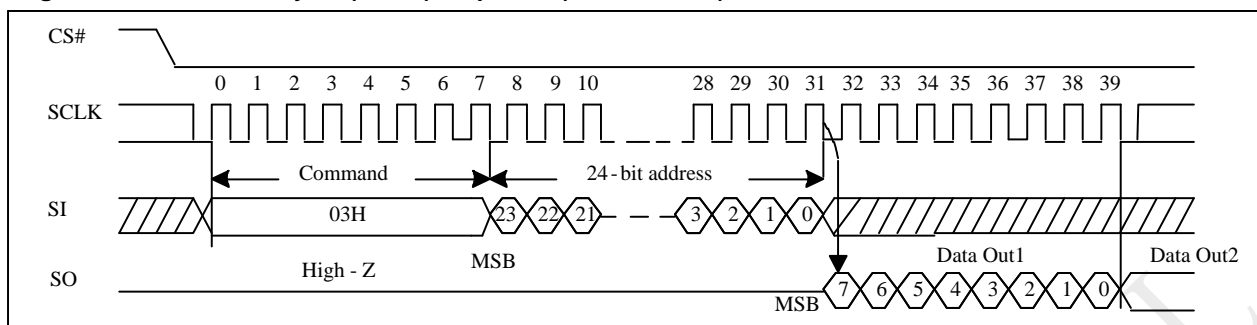 CS#
0 1 2 3 4 5 6 7 8 9 10 28 29 30 31 32 33 34 35 36 37 38 39
SCLK
Command 24-bit address
SI 03H 23 22 21 3 2 1 0
High - Z MSB Data Out1 Data Out2
SO MSB 7 6 5 4 3 2 1 0